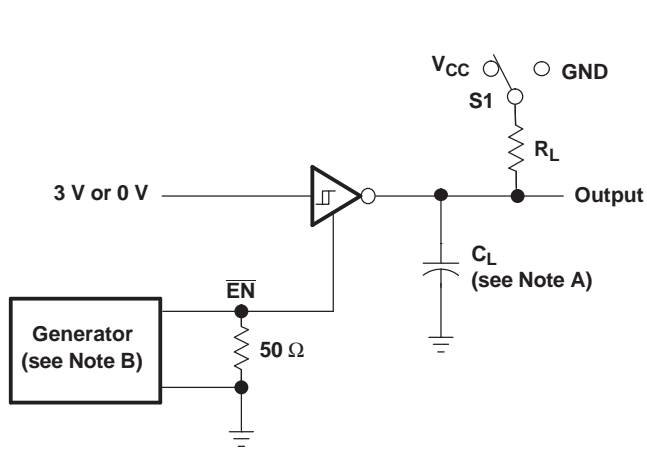 VCC
GND
S1
RL
3 V or 0 V
Output
CL
(see Note A)
EN
Generator
(see Note B)
50 Ω